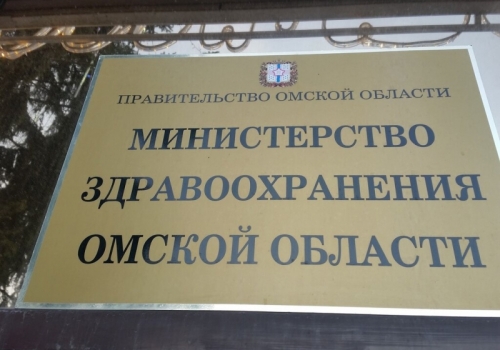 ПРАВИТЕЛЬСТВО ОМСКОЙ ОБЛАСТИ
МИНИСТЕРСТВО
ЗДРАВООХРАНЕНИЯ
ОМСКОЙ ОБЛАСТИ